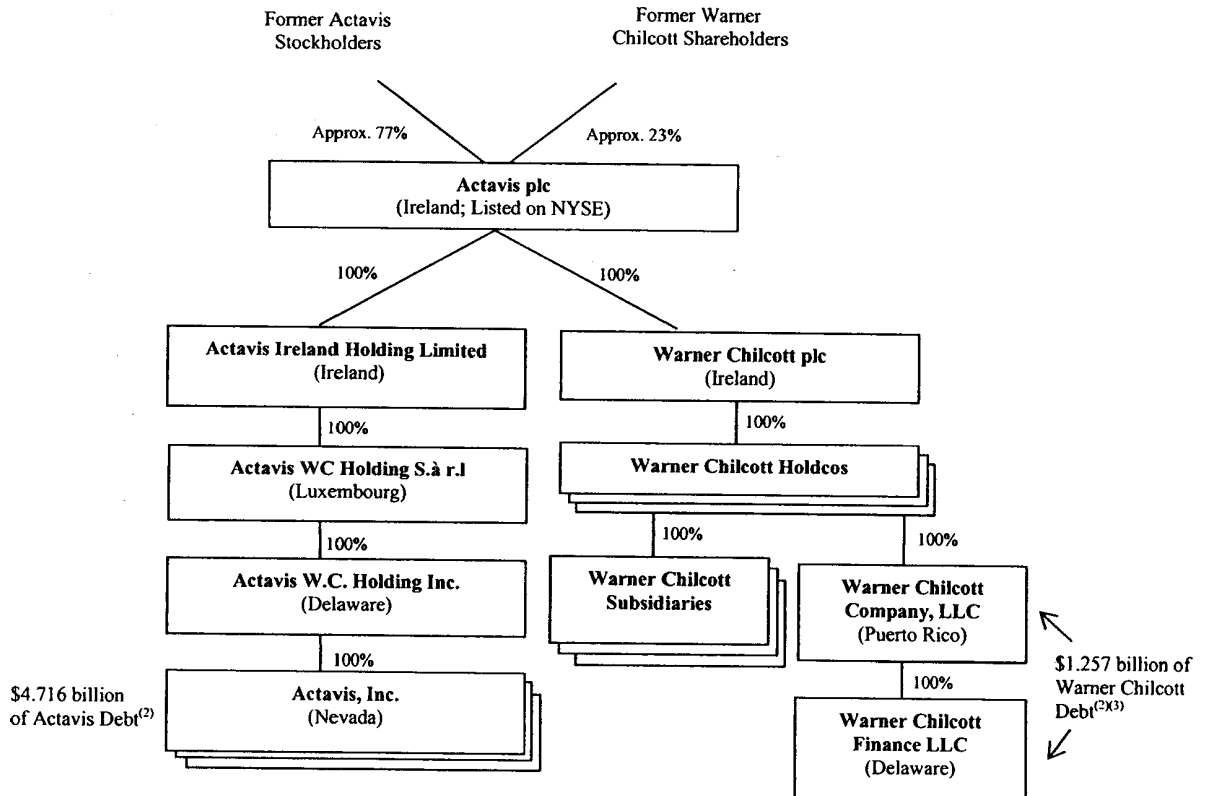 Former Actavis
Stockholders
Former Warner
Chilcott Shareholders
Approx. 77%
Approx. 23%
Actavis plc
(Ireland; Listed on NYSE)
100%
100%
Actavis Ireland Holding Limited
(Ireland)
Warner Chilcott plc
(Ireland)
100%
100%
Actavis WC Holding S.à r.l
(Luxembourg)
Warner Chilcott Holdcos
100%
100%
100%
Actavis W.C. Holding Inc.
(Delaware)
Warner Chilcott
Subsidiaries
Warner Chilcott
Company, LLC
(Puerto Rico)
100%
100%
$4.716 billion
of Actavis Debt(2)
Actavis, Inc.
(Nevada)
$1.257 billion of
Warner Chilcott
Debt(2)(3)
Warner Chilcott
Finance LLC
(Delaware)